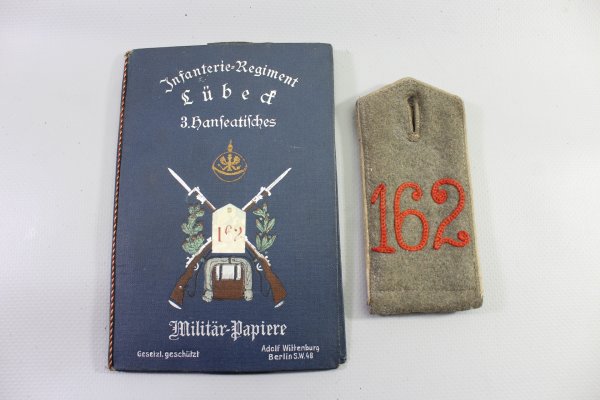 Infanterie=Regiment
Lübeck
3. Hanseatisches
162
Militär=Papiere
Gesetzl. geschützt
Adolf Wittenburg
Berlin S.W. 48
162